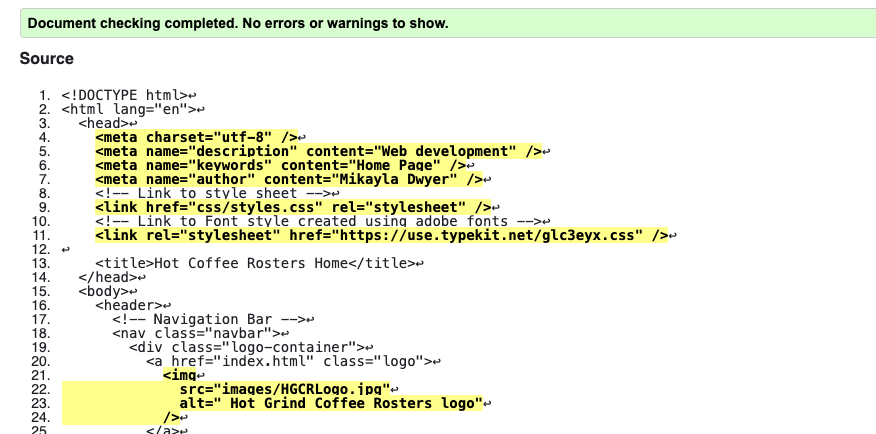 Document checking completed. No errors or warnings to show.
Source
1. <!DOCTYPE html>↩
2. <html lang="en">↩
3. <head>↩
4. <meta charset="utf-8" />↩
5. <meta name="description" content="Web development" />↩
6. <meta name="keywords" content="Home Page" />↩
7. <meta name="author" content="Mikayla Dwyer" />↩
8. <!-- Link to style sheet -->↩
9. <link href="css/styles.css" rel="stylesheet" />↩
10. <!-- Link to Font style created using adobe fonts -->↩
11. <link rel="stylesheet" href="https://use.typekit.net/glc3eyx.css" />↩
12. ↩
13. <title>Hot Coffee Rosters Home</title>↩
14. </head>↩
15. <body>↩
16. <header>↩
17. <!-- Navigation Bar -->↩
18. <nav class="navbar">↩
19. <div class="logo-container">↩
20. <a href="index.html" class="logo">↩
21. <img↩
22. src="images/HGCRLogo.jpg"↩
23. alt=" Hot Grind Coffee Rosters logo"↩
24. />↩
25. </a>↩